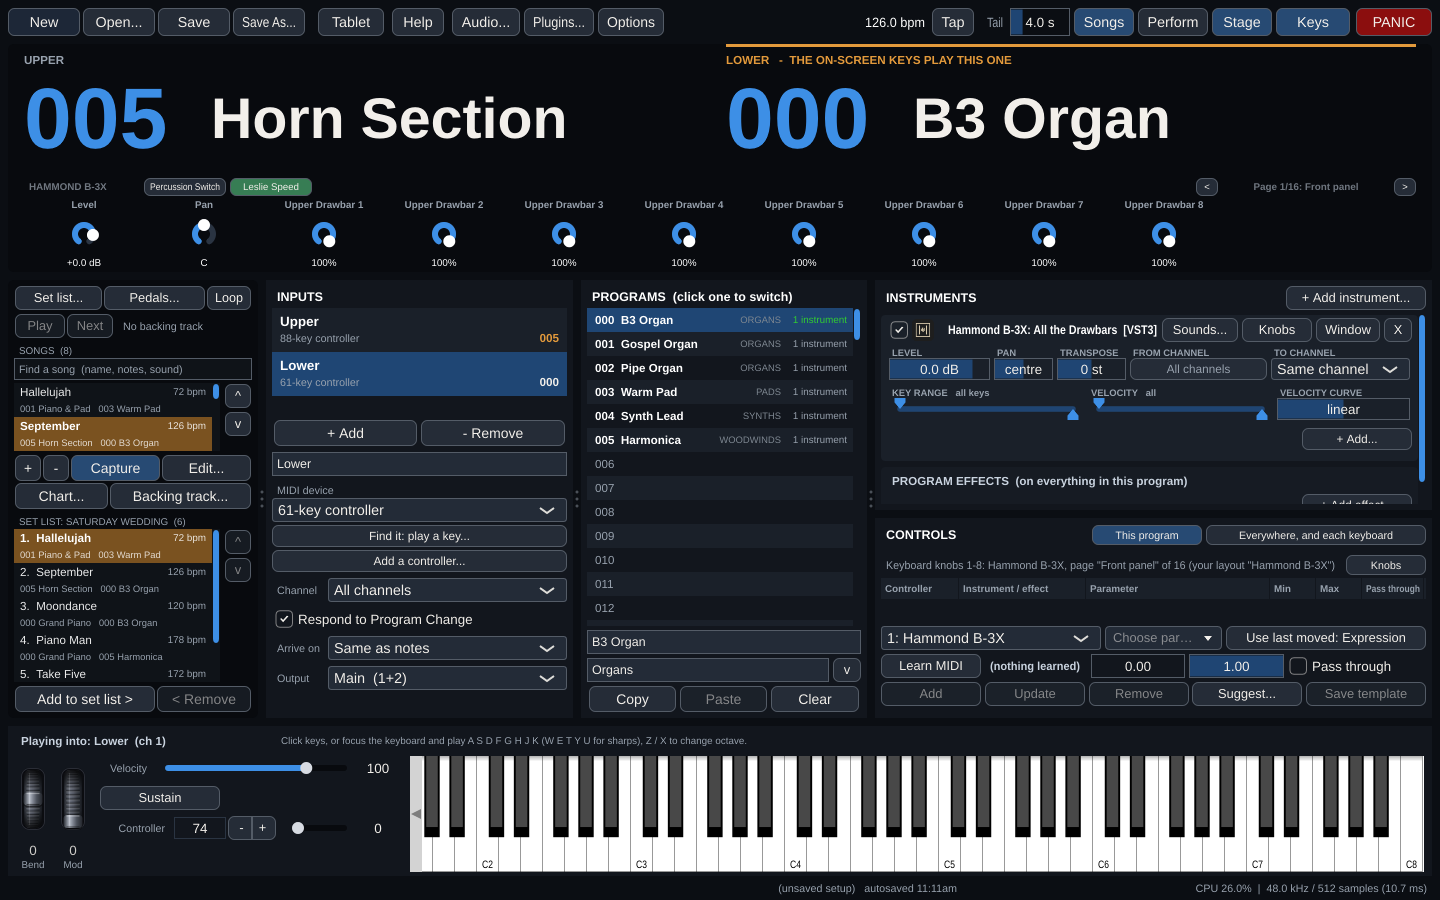 New Open... Save Save As... Tablet Help Audio... Plugins... Options 126.0 bpm Tap Tail 4.0 s Songs Perform Stage Keys PANIC
UPPER
LOWER - THE ON-SCREEN KEYS PLAY THIS ONE
005 Horn Section
000 B3 Organ
HAMMOND B-3X Percussion Switch Leslie Speed < Page 1/16: Front panel >
Level Pan Upper Drawbar 1 Upper Drawbar 2 Upper Drawbar 3 Upper Drawbar 4 Upper Drawbar 5 Upper Drawbar 6 Upper Drawbar 7 Upper Drawbar 8
+0.0 dB C 100% 100% 100% 100% 100% 100% 100% 100%
Set list... Pedals... Loop
Play Next No backing track
SONGS (8)
Find a song (name, notes, sound)
Hallelujah 72 bpm ^
001 Piano & Pad 003 Warm Pad
September 126 bpm v
005 Horn Section 000 B3 Organ
+ - Capture Edit...
Chart... Backing track...
SET LIST: SATURDAY WEDDING (6)
1. Hallelujah 72 bpm ^
001 Piano & Pad 003 Warm Pad
2. September 126 bpm v
005 Horn Section 000 B3 Organ
3. Moondance 120 bpm
000 Grand Piano 000 B3 Organ
4. Piano Man 178 bpm
000 Grand Piano 005 Harmonica
5. Take Five 172 bpm
Add to set list > < Remove
INPUTS
Upper
88-key controller 005
Lower
61-key controller 000
+ Add - Remove
Lower
MIDI device
61-key controller
Find it: play a key...
Add a controller...
Channel All channels
Respond to Program Change
Arrive on Same as notes
Output Main (1+2)
PROGRAMS (click one to switch)
000 B3 Organ ORGANS 1 instrument
001 Gospel Organ ORGANS 1 instrument
002 Pipe Organ ORGANS 1 instrument
003 Warm Pad PADS 1 instrument
004 Synth Lead SYNTHS 1 instrument
005 Harmonica WOODWINDS 1 instrument
006
007
008
009
010
011
012
B3 Organ
Organs v
Copy Paste Clear
INSTRUMENTS + Add instrument...
Hammond B-3X: All the Drawbars [VST3] Sounds... Knobs Window X
LEVEL PAN TRANSPOSE FROM CHANNEL TO CHANNEL
0.0 dB centre 0 st All channels Same channel
KEY RANGE all keys VELOCITY all VELOCITY CURVE
linear
+ Add...
PROGRAM EFFECTS (on everything in this program)
+ Add effect...
CONTROLS This program Everywhere, and each keyboard
Keyboard knobs 1-8: Hammond B-3X, page "Front panel" of 16 (your layout "Hammond B-3X") Knobs
Controller Instrument / effect Parameter Min Max Pass through
1: Hammond B-3X Choose par... Use last moved: Expression
Learn MIDI (nothing learned) 0.00 1.00 Pass through
Add Update Remove Suggest... Save template
Playing into: Lower (ch 1) Click keys, or focus the keyboard and play A S D F G H J K (W E T Y U for sharps), Z / X to change octave.
Velocity 100
Sustain
Controller 74 - + 0
0 0
Bend Mod
C2 C3 C4 C5 C6 C7 C8
(unsaved setup) autosaved 11:11am CPU 26.0% | 48.0 kHz / 512 samples (10.7 ms)